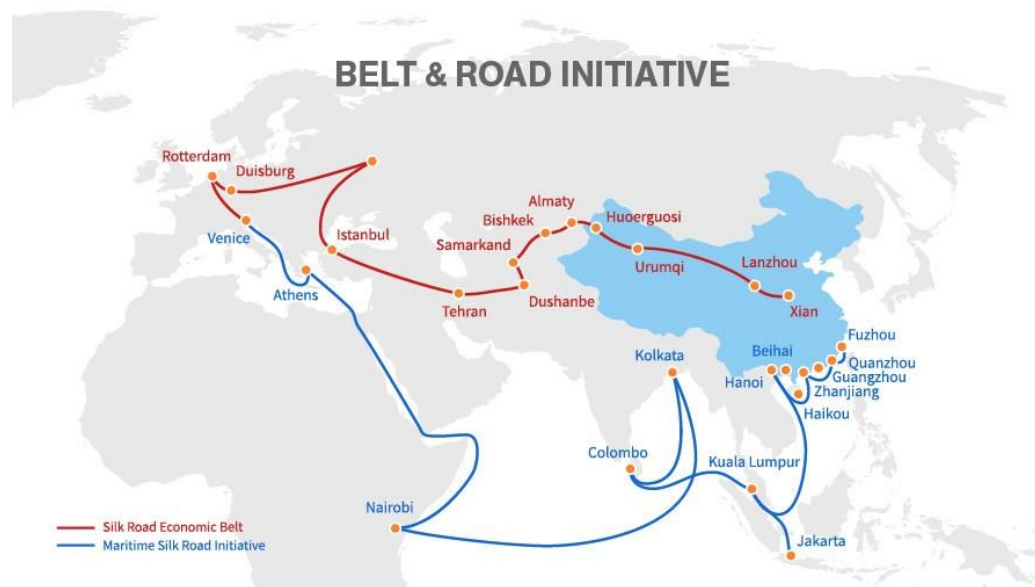 BELT & ROAD INITIATIVE
Rotterdam
Duisburg
Venice
Istanbul
Athens
Tehran
Samarkand
Bishkek
Almaty
Dushanbe
Huoerguosi
Urumqi
Lanzhou
Xian
Fuzhou
Quanzhou
Guangzhou
Zhanjiang
Haikou
Beihai
Hanoi
Kolkata
Colombo
Kuala Lumpur
Nairobi
Jakarta
Silk Road Economic Belt
Maritime Silk Road Initiative